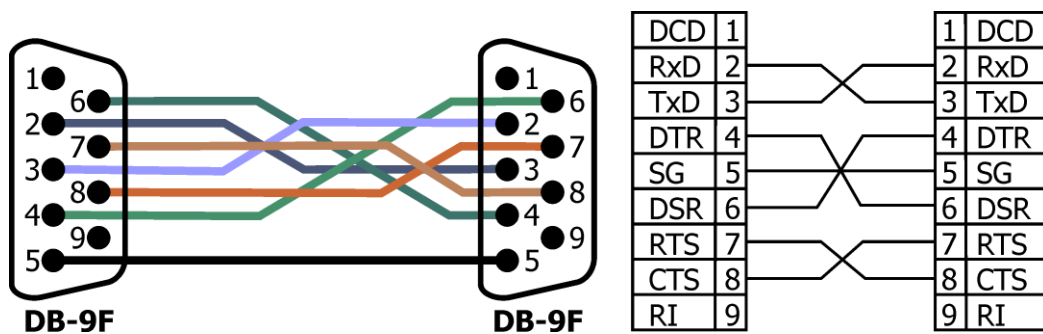 1 1
6 6
2 2
7 7
3 3
8 8
4 4
9 9
5 5
DB-9F DB-9F
DCD 1 1 DCD
RxD 2 2 RxD
TxD 3 3 TxD
DTR 4 4 DTR
SG 5 5 SG
DSR 6 6 DSR
RTS 7 7 RTS
CTS 8 8 CTS
RI 9 9 RI